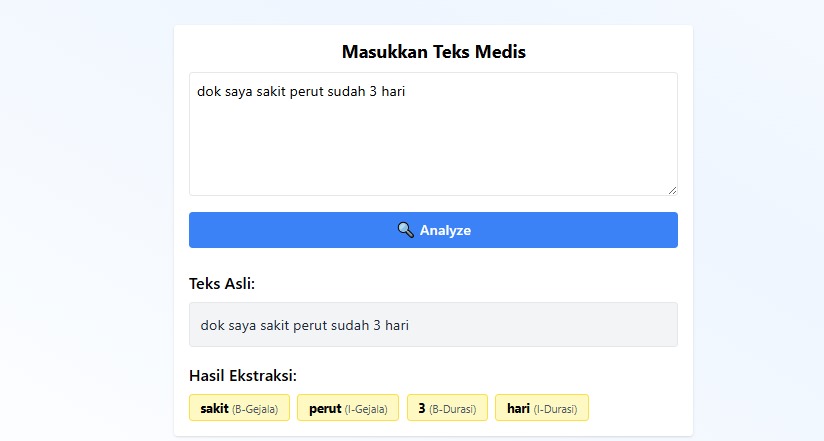 Masukkan Teks Medis
dok saya sakit perut sudah 3 hari
Analyze
Teks Asli:
dok saya sakit perut sudah 3 hari
Hasil Ekstraksi:
sakit (B-Gejala) perut (I-Gejala) 3 (B-Durasi) hari (I-Durasi)